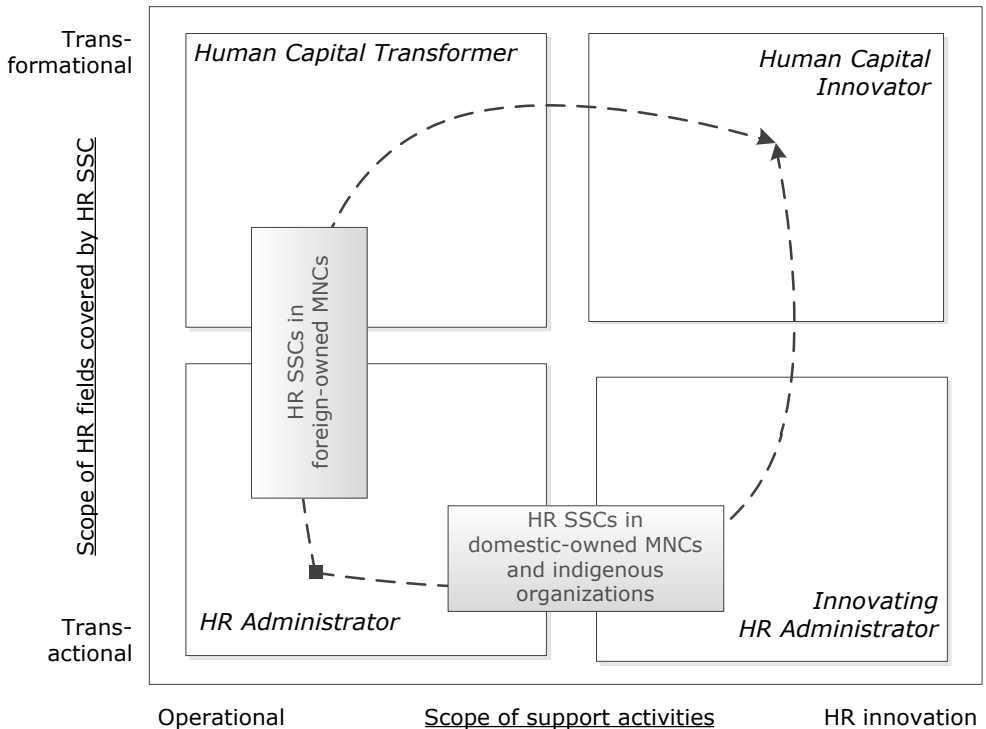 Trans-
formational
Human Capital Transformer
Human Capital
Innovator
Scope of HR fields covered by HR SSC
HR SSCs in
foreign-owned MNCs
HR SSCs in
domestic-owned MNCs
and indigenous
organizations
HR Administrator
Innovating
HR Administrator
Trans-
actional
Operational
Scope of support activities
HR innovation